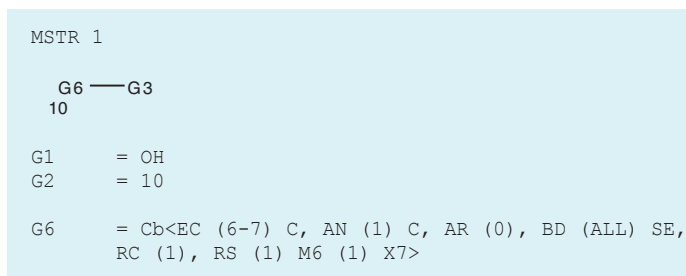 MSTR 1
G6 — G3
10
G1 = OH
G2 = 10
G6 = Cb<EC (6-7) C, AN (1) C, AR (0), BD (ALL) SE,
RC (1), RS (1) M6 (1) X7>